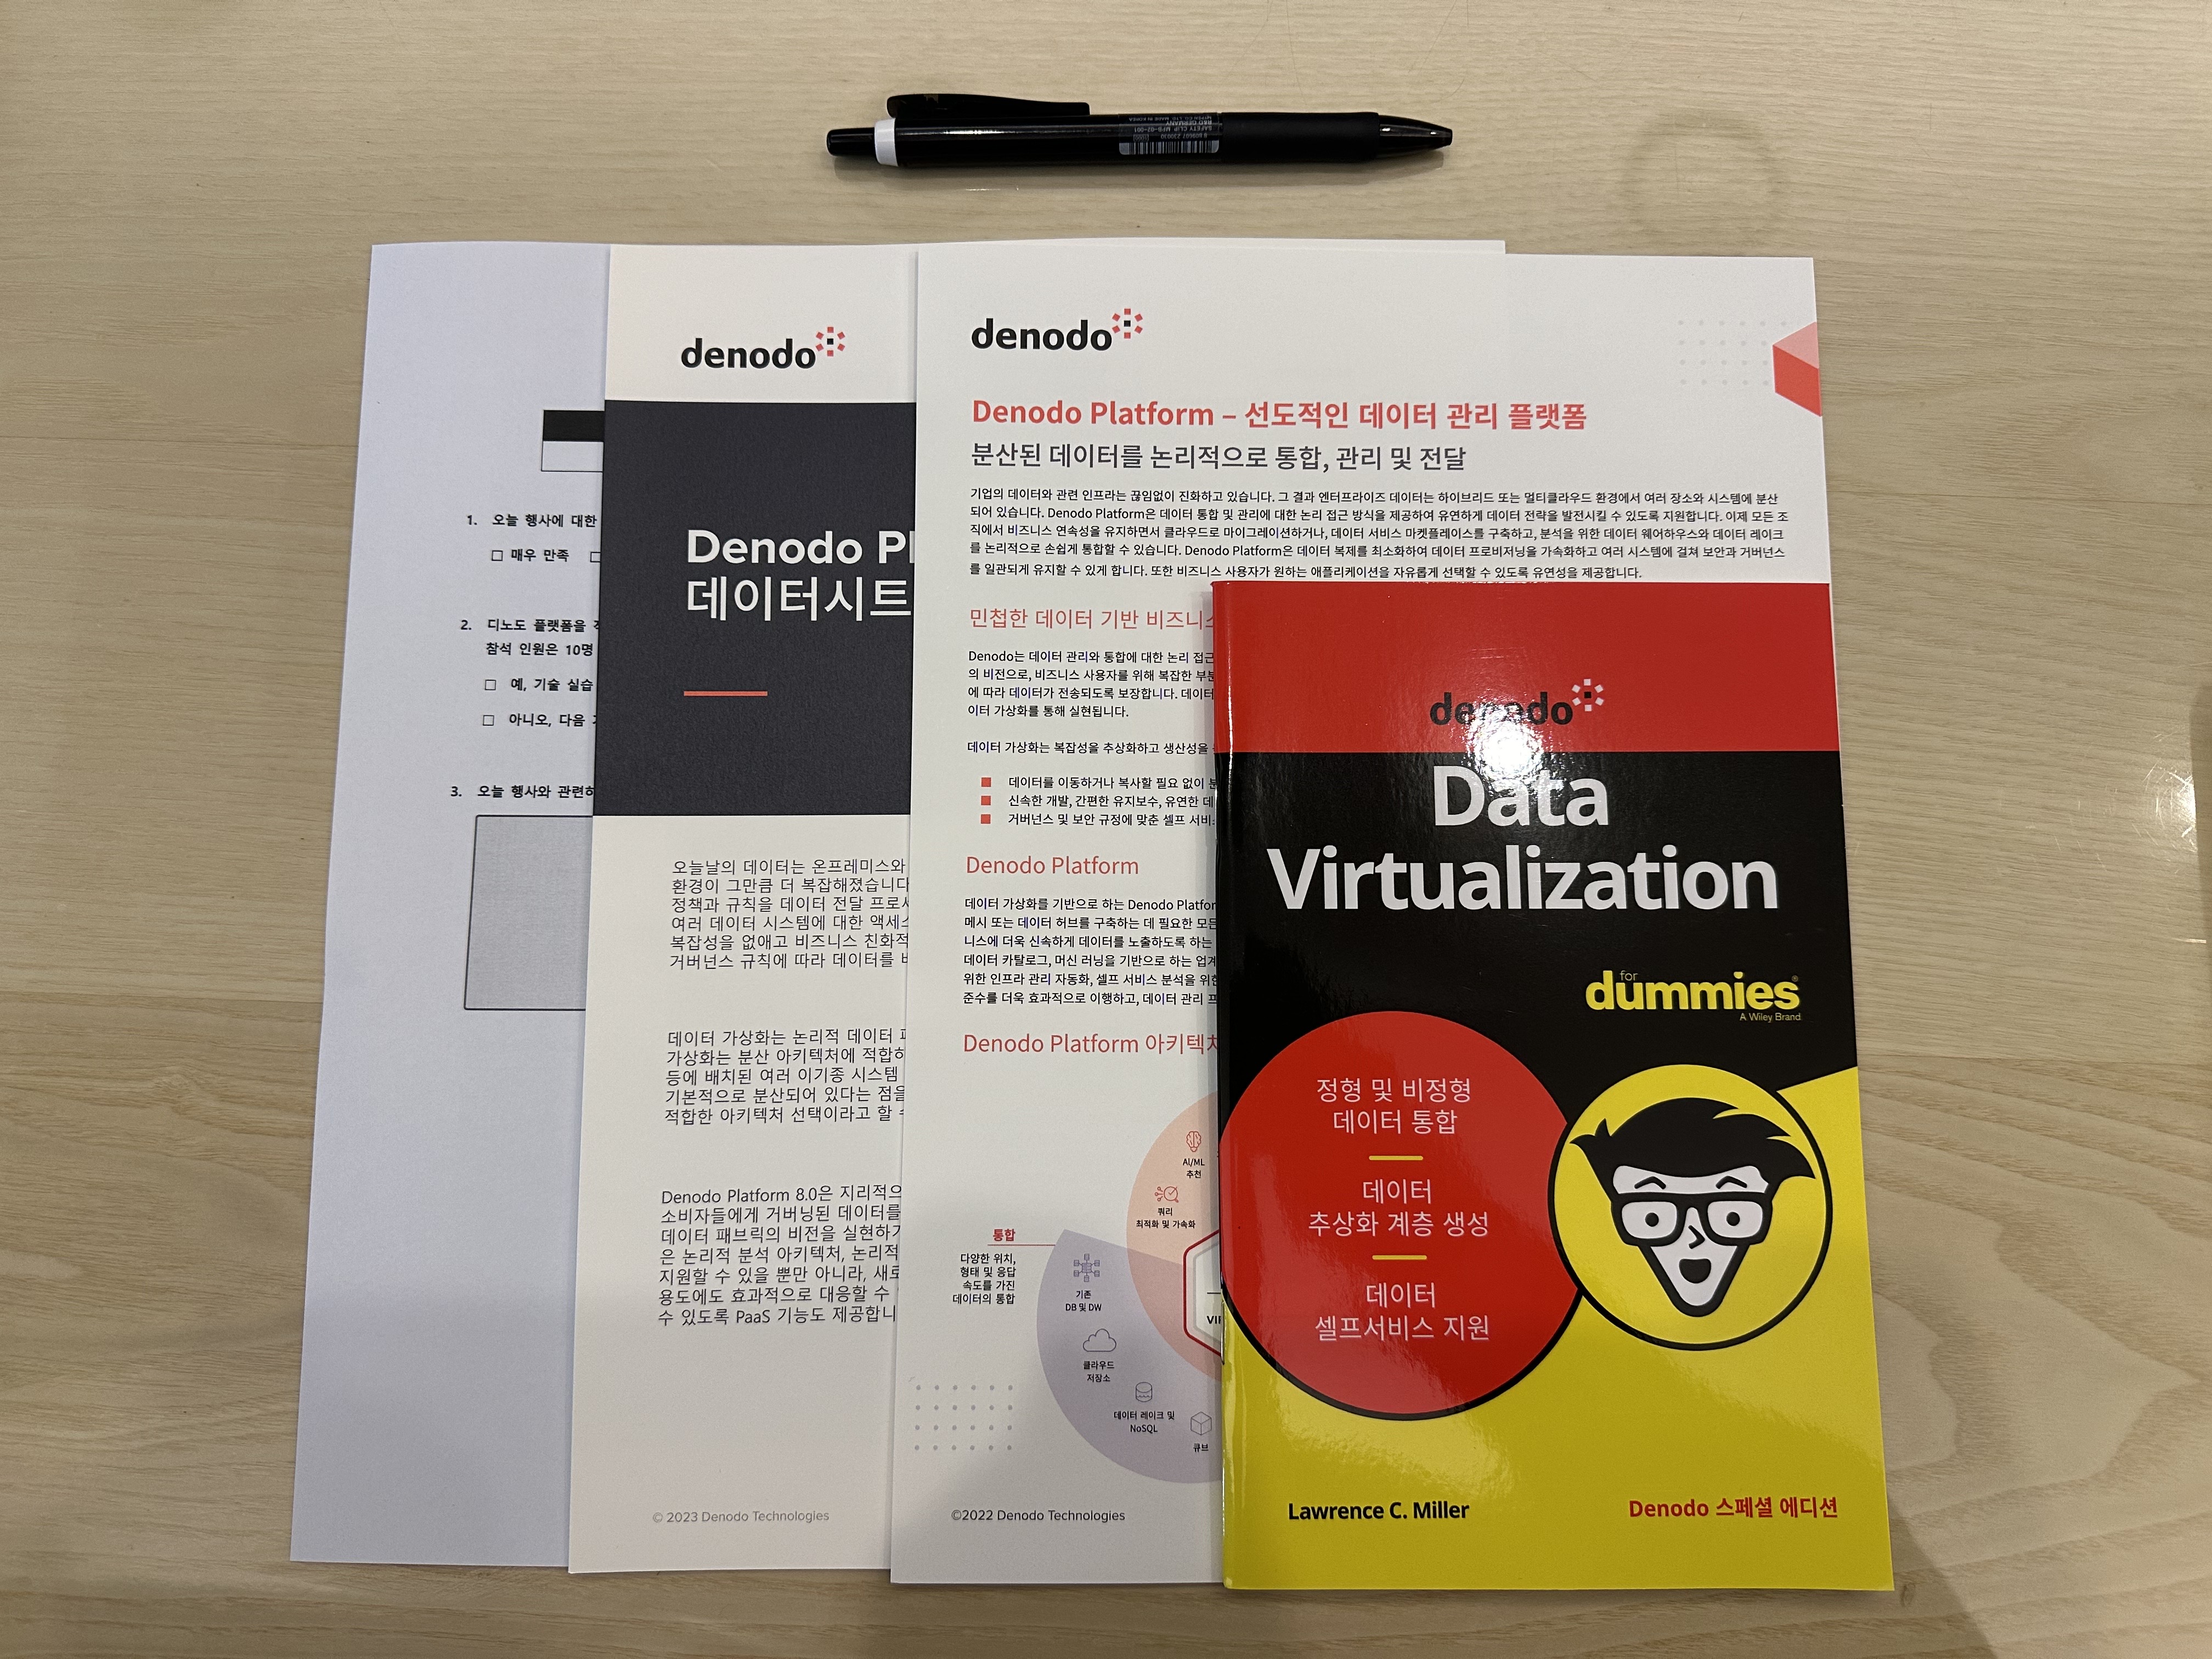 1. 오늘 행사에 대한
□ 매우 만족 □
2. 디노도 플랫폼을
참석 인원은 10명
□ 예, 기술 실습
□ 아니오, 다음
3. 오늘 행사와
denodo
Denodo Pl
데이터시트
오늘날의 데이터는 온프레미스와
환경이 그만큼 더 복잡해졌습니다
정책과 규칙을 데이터 전달
여러 데이터 시스템에 대한
복잡성을 없애고 비즈니스 친화적
거버넌스 규칙에 따라 데이터를
데이터 가상화는 논리적 데이터
가상화는 분산 아키텍처에
등에 배치된 여러 이기종 시스템
기본적으로 분산되어 있다는 점을
적합한 아키텍처 선택이라고 할
Denodo Platform 8.0은
소비자들에게 거버닝된 데이터를
데이터 패브릭의 비전을
은 논리적 분석 아키텍처, 논리적
지원할 수 있을 뿐만 아니라,
용도에도 효과적으로 대응할 수
수 있도록 PaaS 기능도
© 2023 Denodo Technologies
denodo
Denodo Platform – 선도적인 데이터 관리 플랫폼
분산된 데이터를 논리적으로 통합, 관리 및 전달
기업의 데이터와 관련 인프라는 끊임없이 진화하고 있습니다. 그 결과 엔터프라이즈 데이터는 하이브리드 또는 멀티클라우드 환경에서 여러 장소와 시스템에 분산
되어 있습니다. Denodo Platform은 데이터 통합 및 관리에 대한 논리 접근 방식을 제공하여 유연하게 데이터 전략을 발전시킬 수 있도록 지원합니다. 이제 모든 조
직에서 비즈니스 연속성을 유지하면서 클라우드로 마이그레이션하거나, 데이터 서비스 마켓플레이스를 구축하고, 분석을 위한 데이터 웨어하우스와 데이터 레이크
를 논리적으로 손쉽게 통합할 수 있습니다. Denodo Platform은 데이터 복제를 최소화하여 데이터 프로비저닝을 가속화하고 여러 시스템에 걸쳐 보안과 거버넌스
를 일관되게 유지할 수 있게 합니다. 또한 비즈니스 사용자가 원하는 애플리케이션을 자유롭게 선택할 수 있도록 유연성을 제공합니다.
민첩한 데이터 기반 비즈니스
Denodo는 데이터 관리와 통합에 대한 논리
의 비전으로, 비즈니스 사용자를 위해 복잡한
에 따라 데이터가 전송되도록 보장합니다.
이터 가상화를 통해 실현됩니다.
데이터 가상화는 복잡성을 추상화하고 생산성을
데이터를 이동하거나 복사할 필요 없이
신속한 개발, 간편한 유지보수, 유연한
거버넌스 및 보안 규정에 맞춘 셀프
Denodo Platform
데이터 가상화를 기반으로 하는 Denodo
메시 또는 데이터 허브를 구축하는 데 필요한
니스에 더욱 신속하게 데이터를 노출하도록 하는
데이터 카탈로그, 머신 러닝을 기반으로 하는
위한 인프라 관리 자동화, 셀프 서비스 분석을
준수를 더욱 효과적으로 이행하고, 데이터 관리
Denodo Platform 아키텍처
AI/ML
추천
쿼리
최적화 및 가속화
통합
다양한 위치,
형태 및 응답
속도를 가진
데이터의 통합
기존
DB 및 DW
클라우드
저장소
데이터 레이크 및
NoSQL
큐브
©2022 Denodo Technologies
denodo
Data
Virtualization
for
dummies®
A Wiley Brand
정형 및 비정형
데이터 통합
데이터
추상화 계층 생성
데이터
셀프서비스 지원
Lawrence C. Miller
Denodo 스페셜 에디션